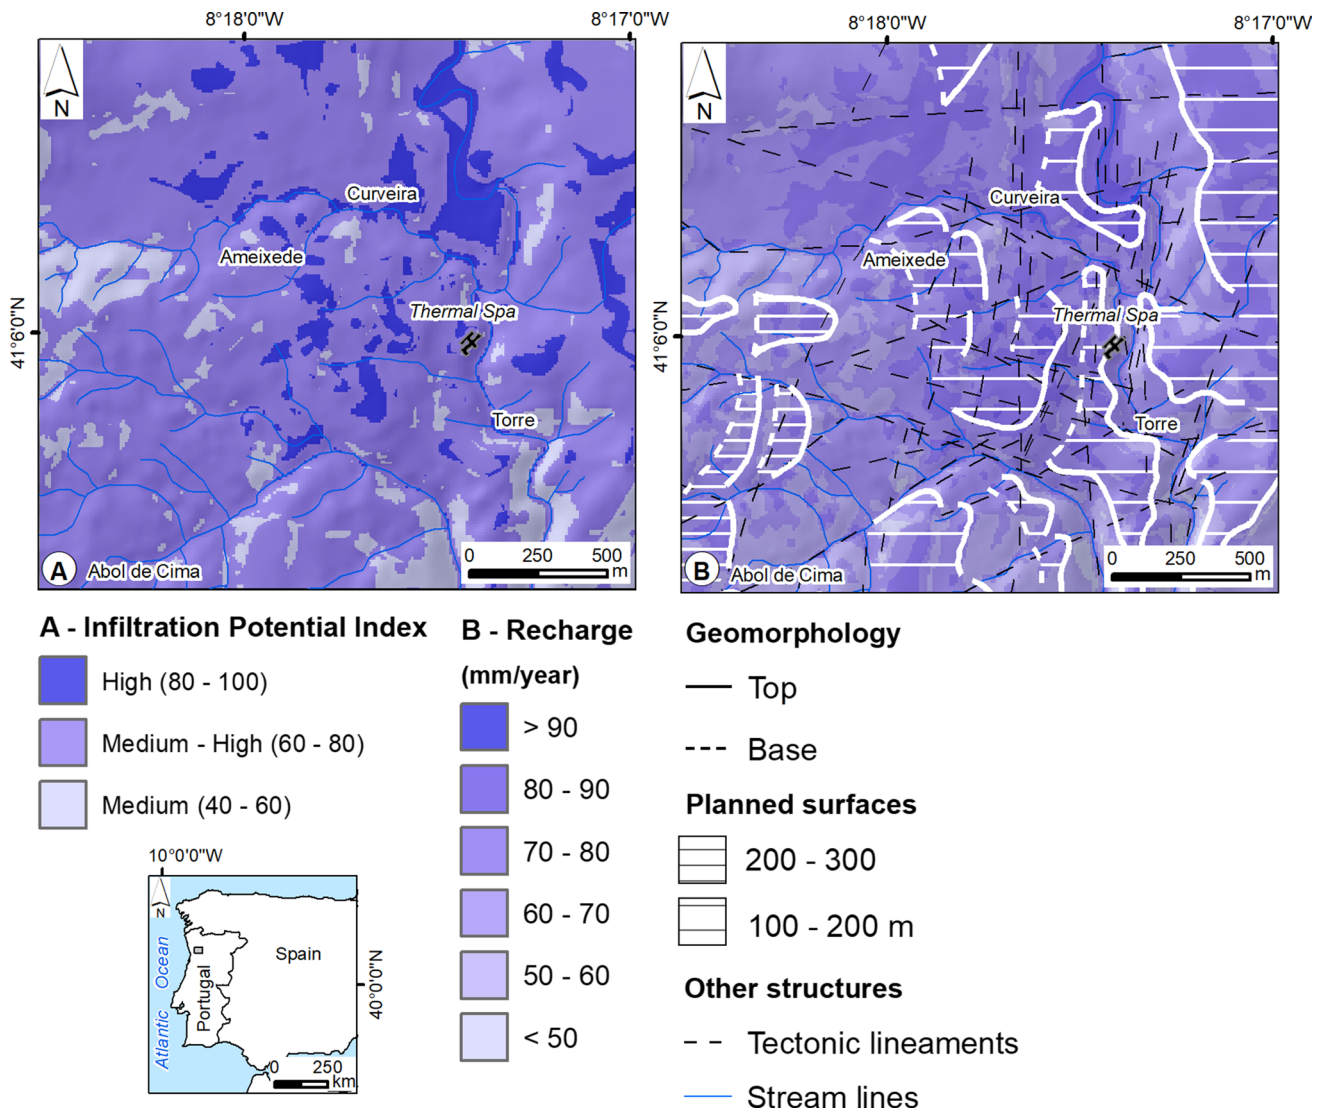 8°18'0"W
8°17'0"W
8°18'0"W
8°17'0"W
N
N
Curveira
Curveira
Ameixede
Ameixede
Thermal Spa
Thermal Spa
41°6'0"N
41°6'0"N
Torre
Torre
0 250 500
m
0 250 500
m
A
Abol de Cima
B
Abol de Cima
A - Infiltration Potential Index
High (80 - 100)
Medium - High (60 - 80)
Medium (40 - 60)
10°0'0"W
N
Spain
Portugal
Atlantic Ocean
40°0'0"N
0 250
km
B - Recharge
(mm/year)
> 90
80 - 90
70 - 80
60 - 70
50 - 60
< 50
Geomorphology
Top
Base
Planned surfaces
200 - 300
100 - 200 m
Other structures
Tectonic lineaments
Stream lines